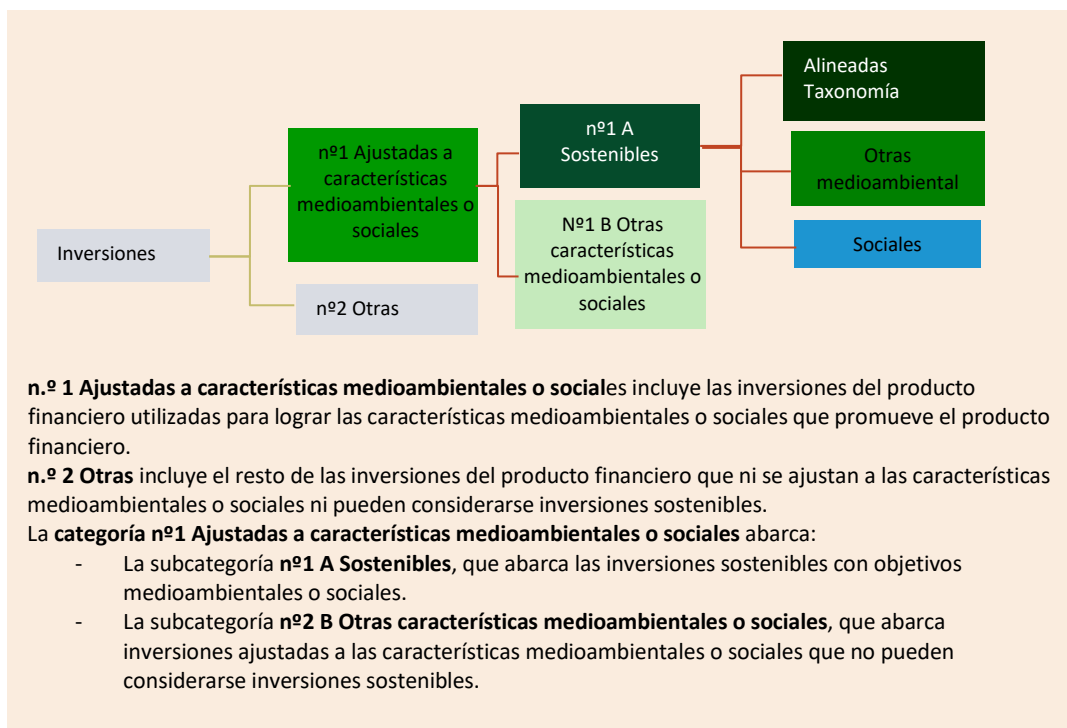 Alineadas
Taxonomía
nº1 A
Sostenibles
nº1 Ajustadas a
características
medioambientales o
sociales
Otras
medioambiental
Nº1 B Otras
características
medioambientales o
sociales
Sociales
Inversiones
nº2 Otras
n.º 1 Ajustadas a características medioambientales o sociales incluye las inversiones del producto
financiero utilizadas para lograr las características medioambientales o sociales que promueve el producto
financiero.
n.º 2 Otras incluye el resto de las inversiones del producto financiero que ni se ajustan a las características
medioambientales o sociales ni pueden considerarse inversiones sostenibles.
La categoría nº1 Ajustadas a características medioambientales o sociales abarca:
- La subcategoría nº1 A Sostenibles, que abarca las inversiones sostenibles con objetivos
medioambientales o sociales.
- La subcategoría nº2 B Otras características medioambientales o sociales, que abarca
inversiones ajustadas a las características medioambientales o sociales que no pueden
considerarse inversiones sostenibles.